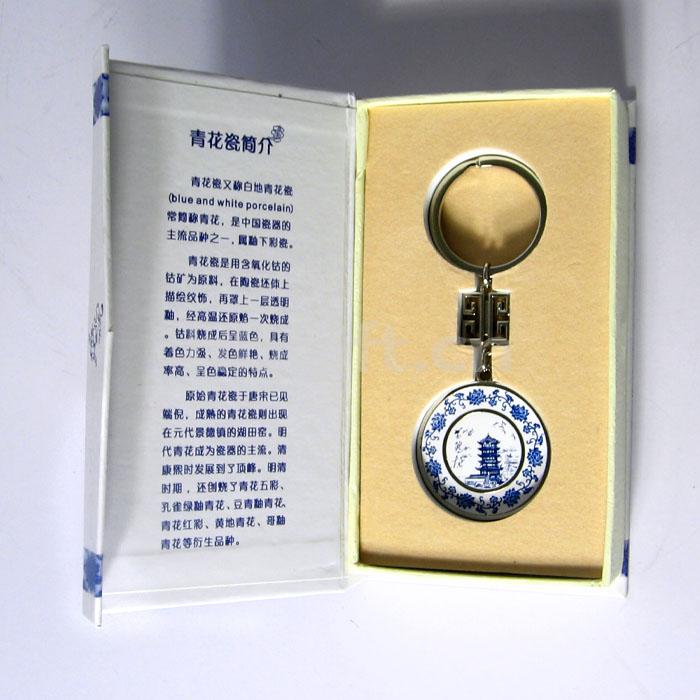 青花瓷简介
青花瓷又称白地青花瓷
(blue and white porcelain)
常简称青花，是中国瓷器的
主流品种之一，属釉下彩瓷。
青花瓷是用含氧化钴的
钴矿为原料，在陶瓷坯体上
描绘纹饰，再罩上一层透明
釉，经高温还原焰一次烧成
。钴料烧成后呈蓝色，具有
着色力强、发色鲜艳、烧成
率高、呈色稳定的特点。
原始青花瓷于唐宋已见
端倪，成熟的青花瓷则出现
在元代景德镇的湖田窑。明
代青花成为瓷器的主流。清
康熙时发展到了顶峰。明清
时期，还创烧了青花五彩、
孔雀绿釉青花、豆青釉青花、
青花红彩、黄地青花、哥釉
青花等衍生品种。